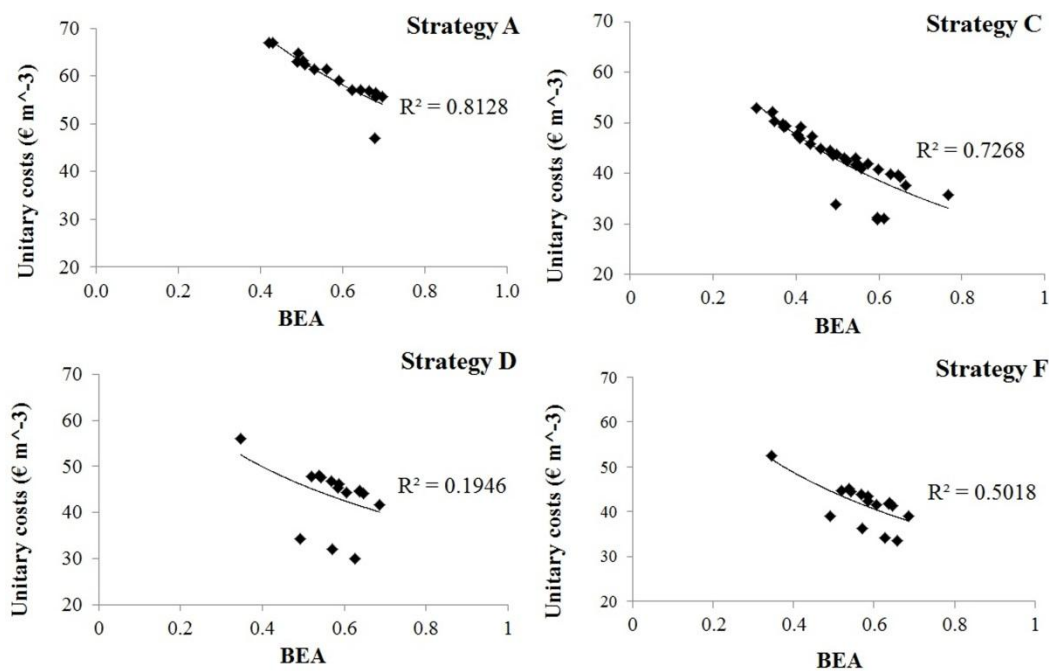 Strategy A
Unitary costs (€ m^-3)
70
60
50
40
30
20
R² = 0.8128
0.0 0.2 0.4 0.6 0.8 1.0
BEA
Strategy C
Unitary costs (€ m^-3)
70
60
50
40
30
20
R² = 0.7268
0 0.2 0.4 0.6 0.8 1
BEA
Strategy D
Unitary costs (€ m^-3)
70
60
50
40
30
20
R² = 0.1946
0 0.2 0.4 0.6 0.8 1
BEA
Strategy F
Unitary costs (€ m^-3)
70
60
50
40
30
20
R² = 0.5018
0 0.2 0.4 0.6 0.8 1
BEA